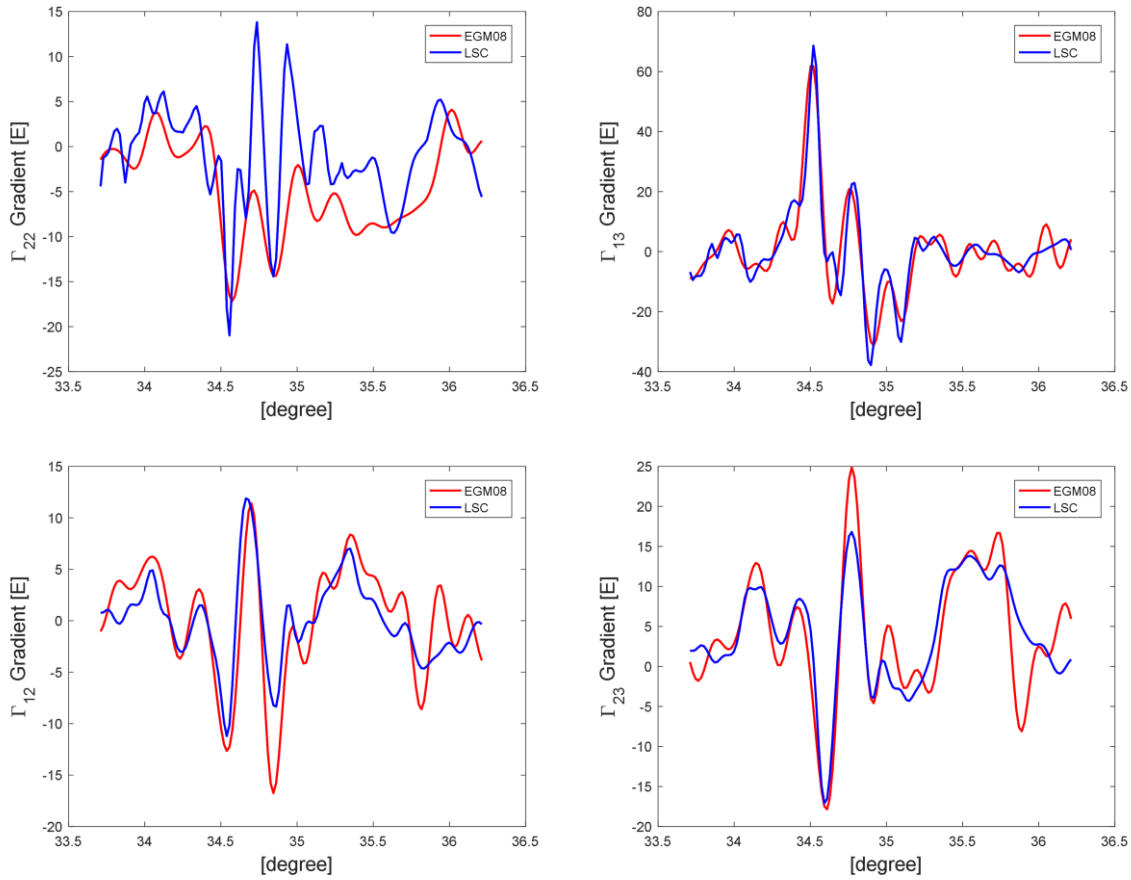 15
10
5
0
-5
-10
-15
-20
-25
Γ22 Gradient [E]
33.5 34 34.5 35 35.5 36 36.5
[degree]
EGM08
LSC
80
60
40
20
0
-20
-40
Γ13 Gradient [E]
33.5 34 34.5 35 35.5 36 36.5
[degree]
EGM08
LSC
15
10
5
0
-5
-10
-15
-20
Γ12 Gradient [E]
33.5 34 34.5 35 35.5 36 36.5
[degree]
EGM08
LSC
25
20
15
10
5
0
-5
-10
-15
-20
Γ23 Gradient [E]
33.5 34 34.5 35 35.5 36 36.5
[degree]
EGM08
LSC